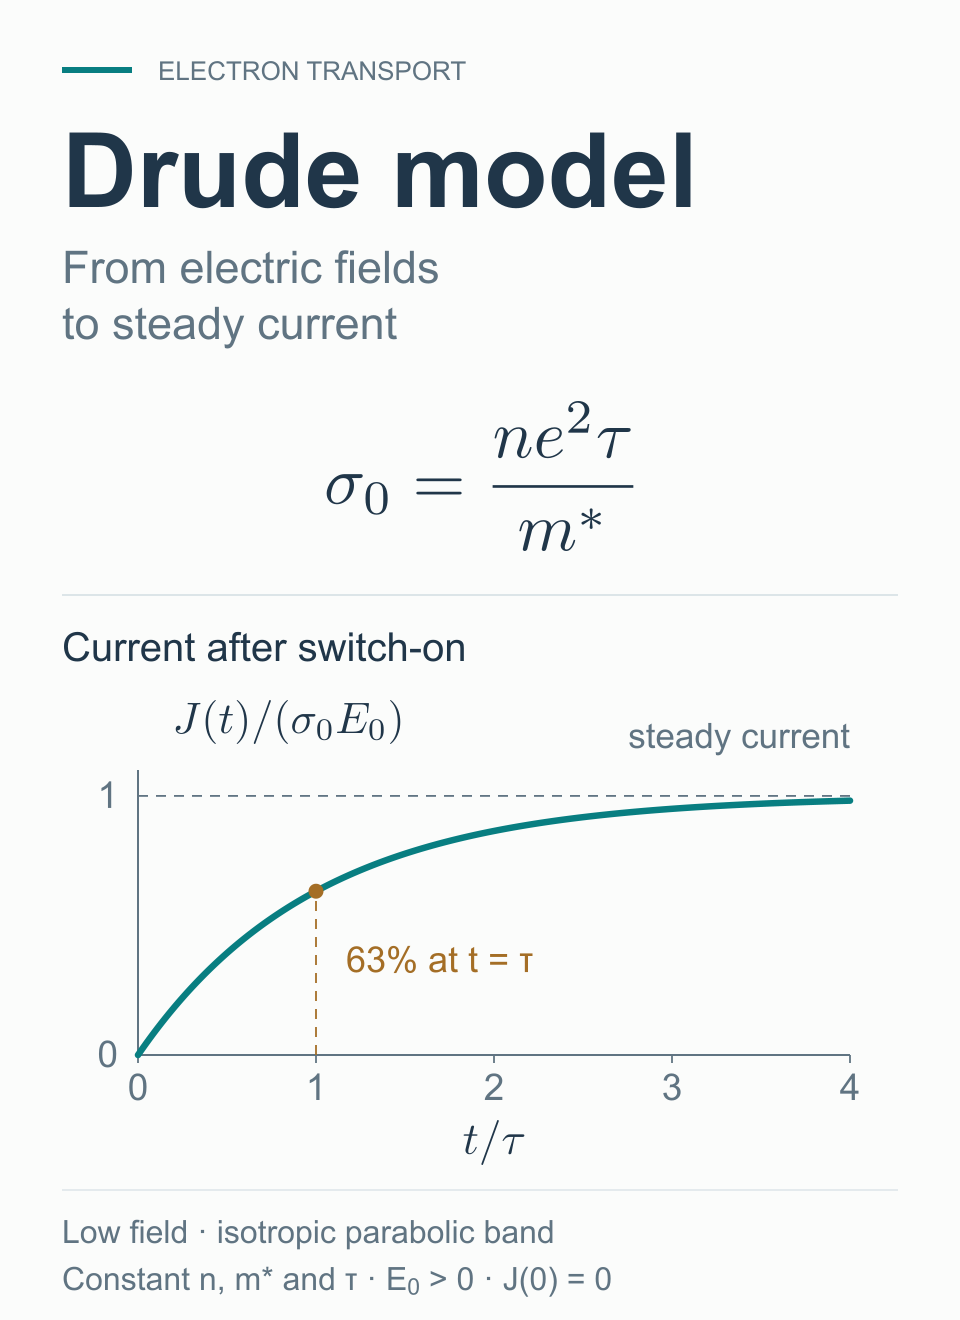 ELECTRON TRANSPORT
Drude model
From electric fields
to steady current
σ₀ = ne²τ / m*
Current after switch-on
J(t)/(σ₀E₀)
steady current
1
63% at t = τ
0
0 1 2 3 4
t/τ
Low field · isotropic parabolic band
Constant n, m* and τ · E₀ > 0 · J(0) = 0